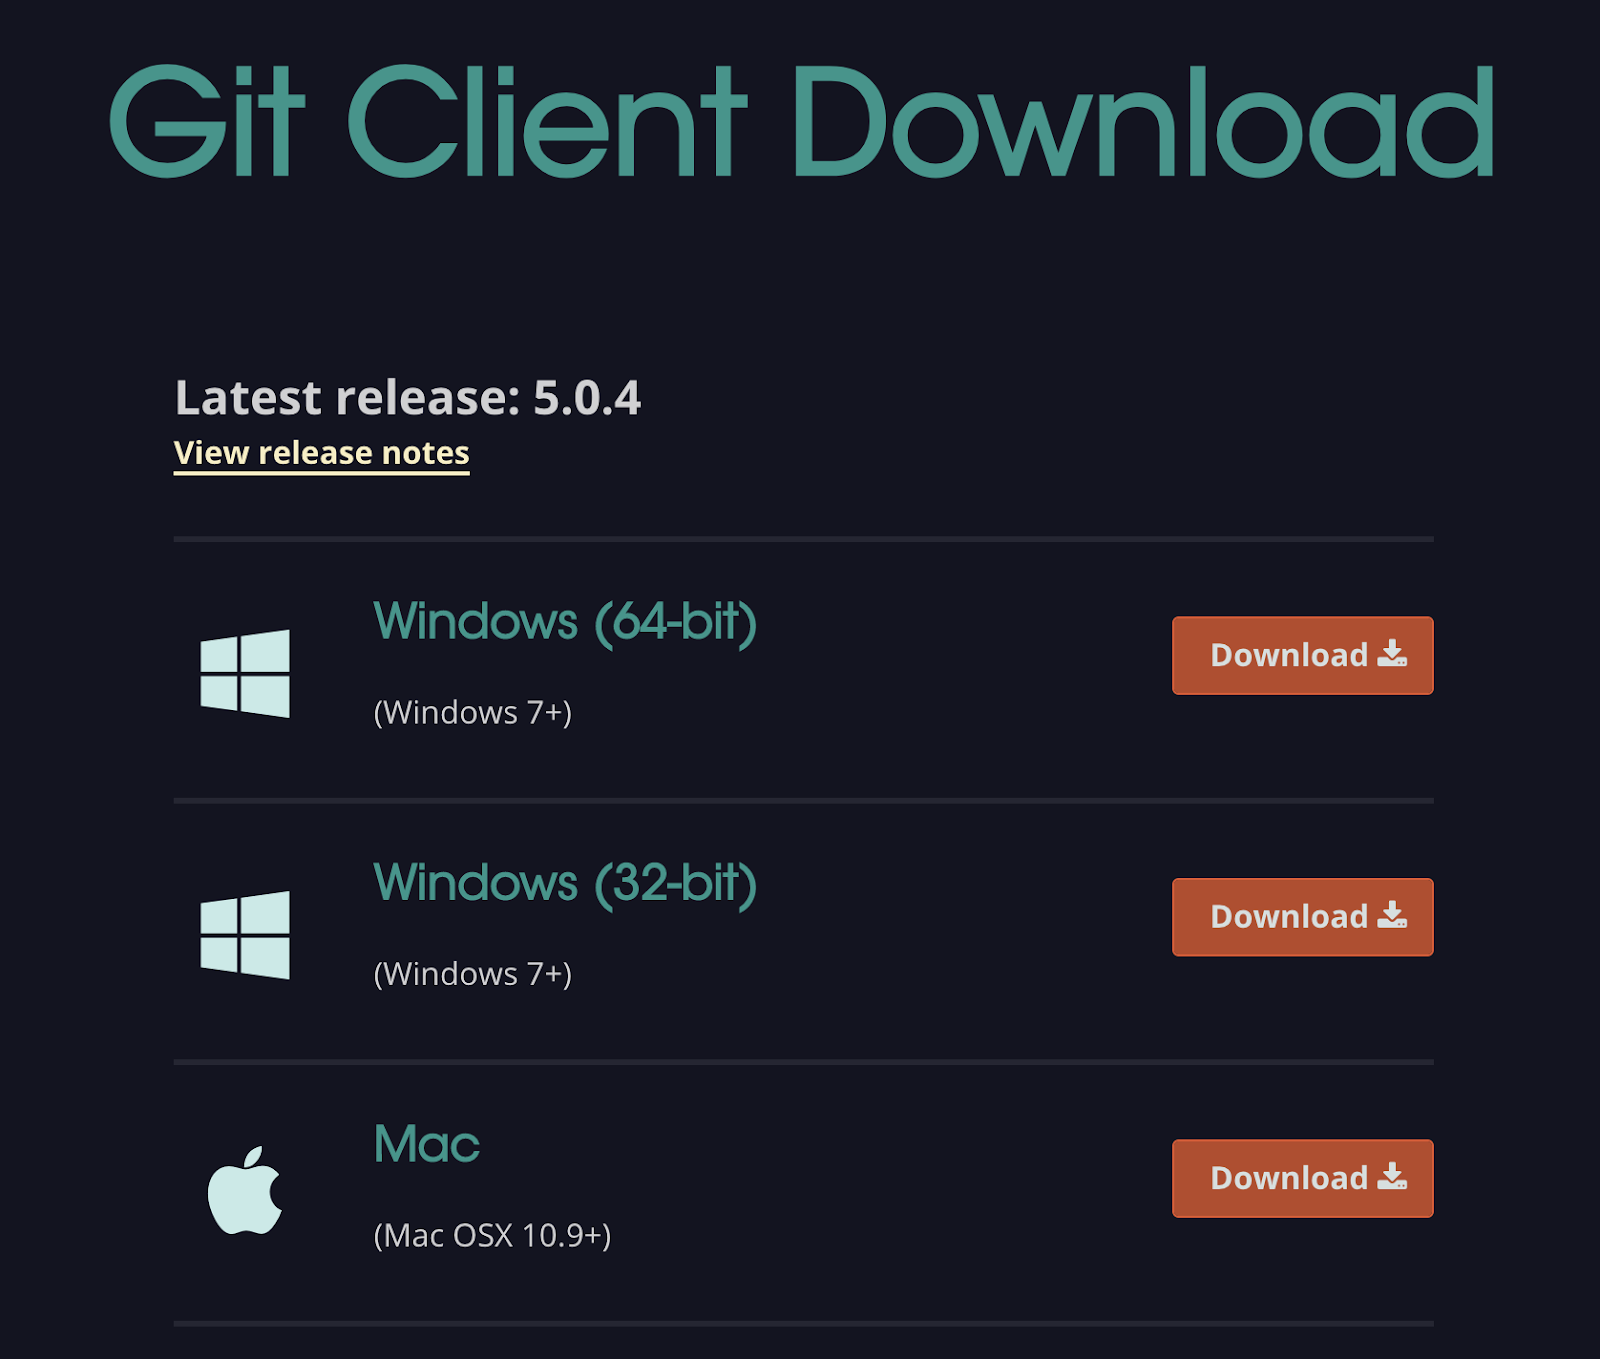 Git Client Download
Latest release: 5.0.4
View release notes
Windows (64-bit)
Download
(Windows 7+)
Windows (32-bit)
Download
(Windows 7+)
Mac
Download
(Mac OSX 10.9+)